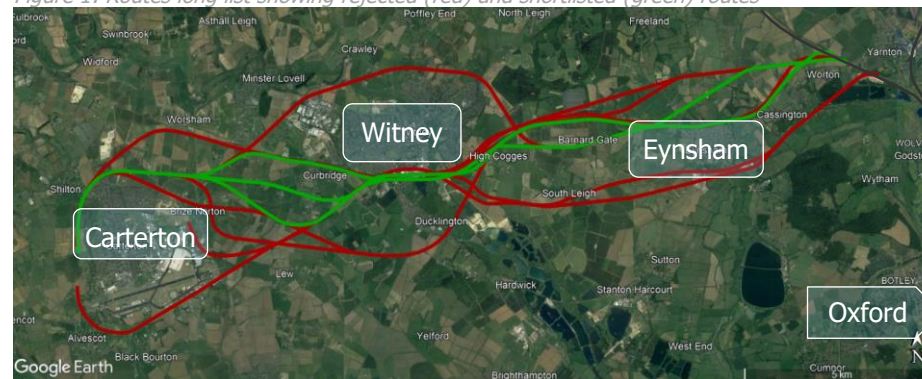 Figure 1: Routes long list showing rejected (red) and shortlisted (green) routes
Asthall Leigh
Poffley End
North Leigh
Freeland
Swinbrook
Widford
Crawley
Yarnton
Worton
Minster Lovell
Worsham
Cassington
Witney
Barnard Gate
Eynsham
High Cogges
Curbridge
Wytham
Shilton
South Leigh
Brize Norton
Ducklington
Carterton
Sutton
Lew
Hardwick
Stanton Harcourt
BOTLEY
Oxford
Alvescot
Yelford
West End
Black Bourton
Google Earth
Brighthampton
Cumnor
5 km
N